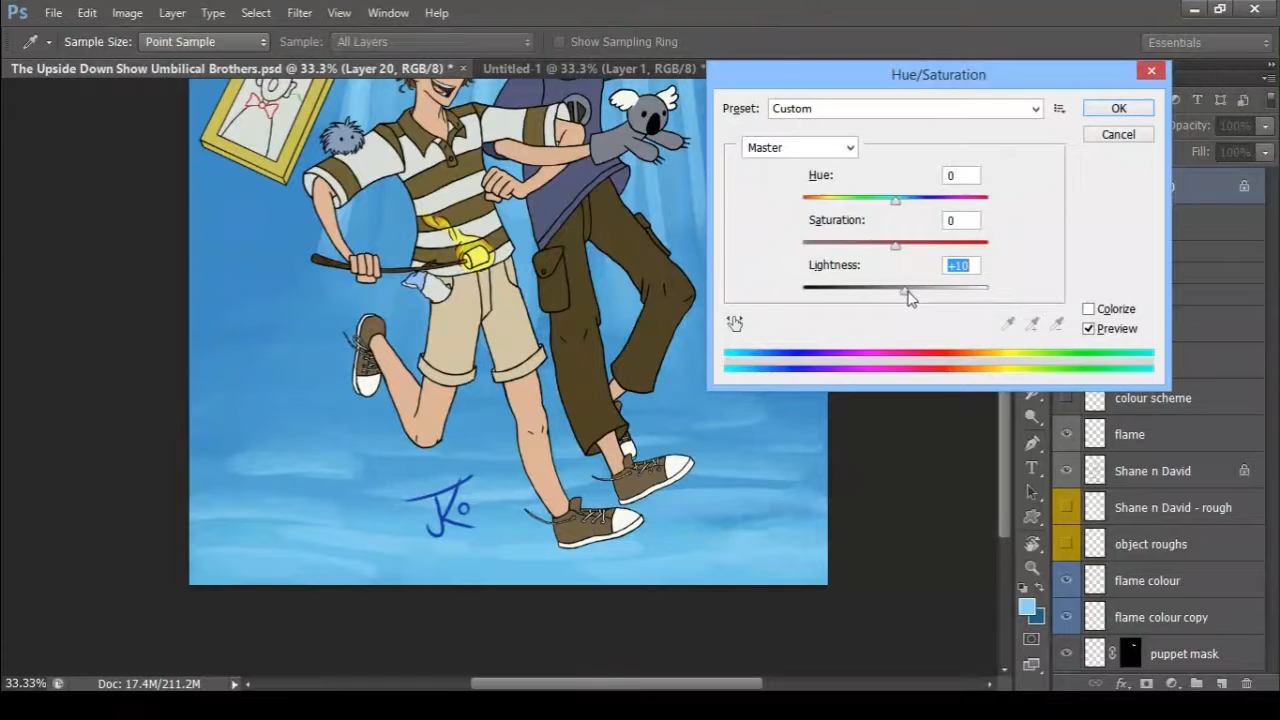 Ps File Edit Image Layer Type Select Filter View Window Help
Sample Size: Point Sample Sample: All Layers Show Sampling Ring Essentials
The Upside Down Show Umbilical Brothers.psd @ 33.3% (Layer 20, RGB/8) * × Untitled-1 @ 33.3% (Layer 1, RGB/8) *
Hue/Saturation
Preset: Custom OK
Cancel
Master
Hue: 0
Saturation: 0
Lightness: +10
Colorize
Preview
Opacity: 100%
Fill: 100%
colour scheme
flame
Shane n David
Shane n David - rough
object roughs
flame colour
flame colour copy
puppet mask
JKo
33.33% Doc: 17.4M/211.2M